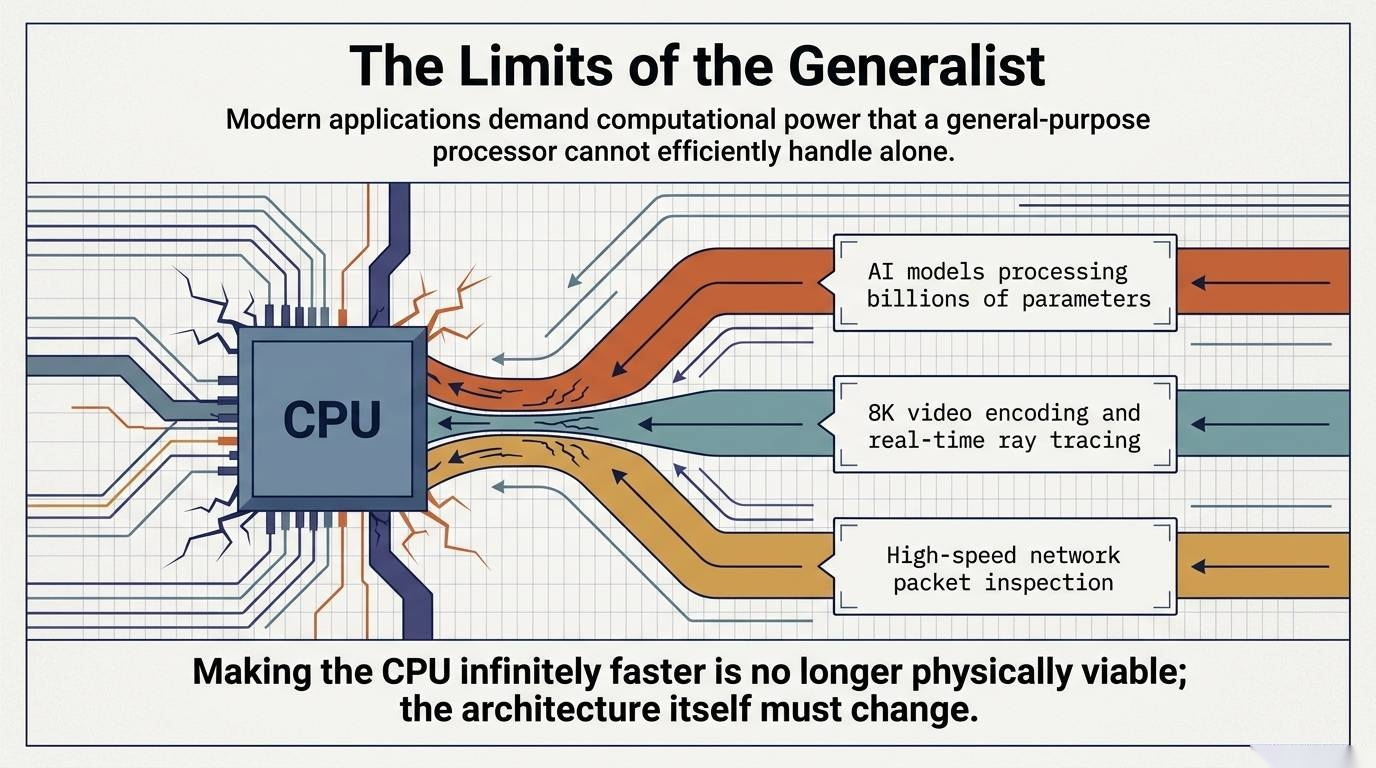 The Limits of the Generalist
Modern applications demand computational power that a general-purpose
processor cannot efficiently handle alone.
CPU
AI models processing
billions of parameters
8K video encoding and
real-time ray tracing
High-speed network
packet inspection
Making the CPU infinitely faster is no longer physically viable;
the architecture itself must change.